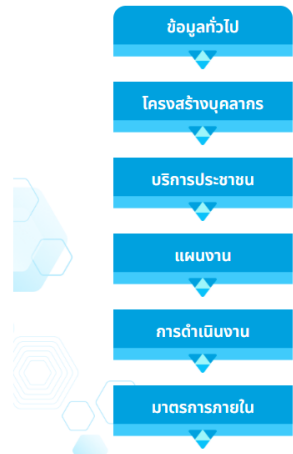 ข้อมูลทั่วไป
โครงสร้างบุคลากร
บริการประชาชน
แผนงาน
การดำเนินงาน
มาตรการภายใน